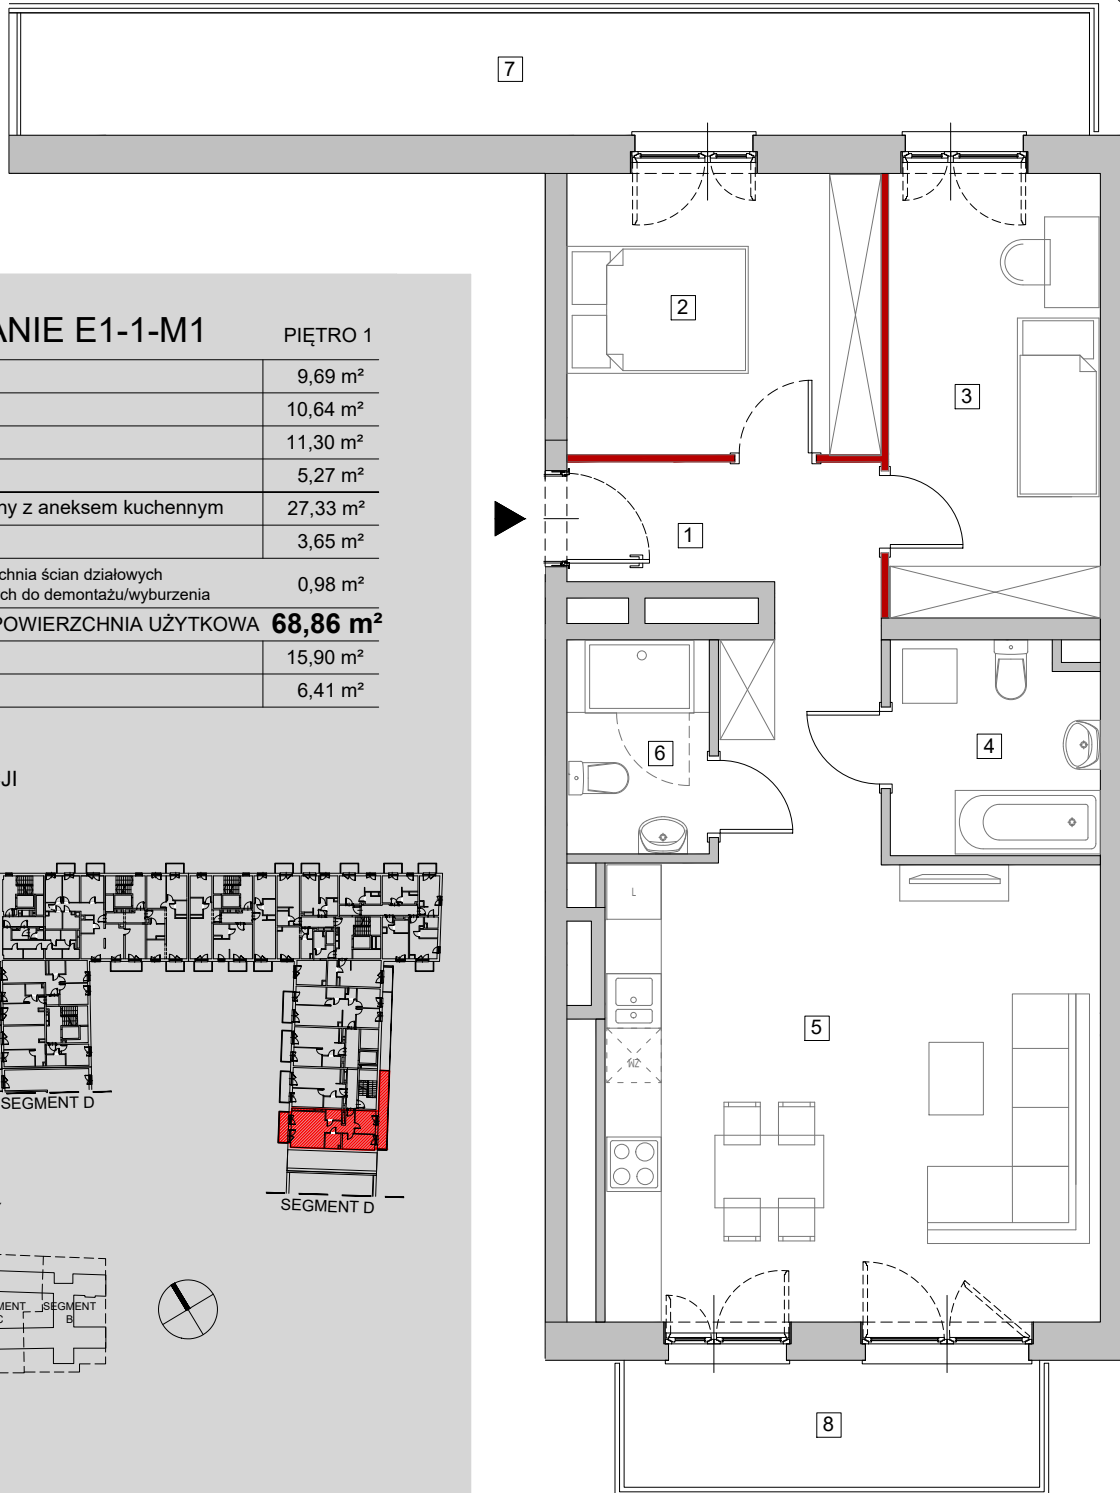 ANIE E1-1-M1 PIĘTRO 1
9,69 m²
10,64 m²
11,30 m²
5,27 m²
ny z aneksem kuchennym 27,33 m²
3,65 m²
chnia ścian działowych
ch do demontażu/wyburzenia 0,98 m²
POWIERZCHNIA UŻYTKOWA 68,86 m²
15,90 m²
6,41 m²
JI
SEGMENT D
SEGMENT D
MENT
C
SEGMENT
B
7
2
3
1
6
4
L
5
WZ
8